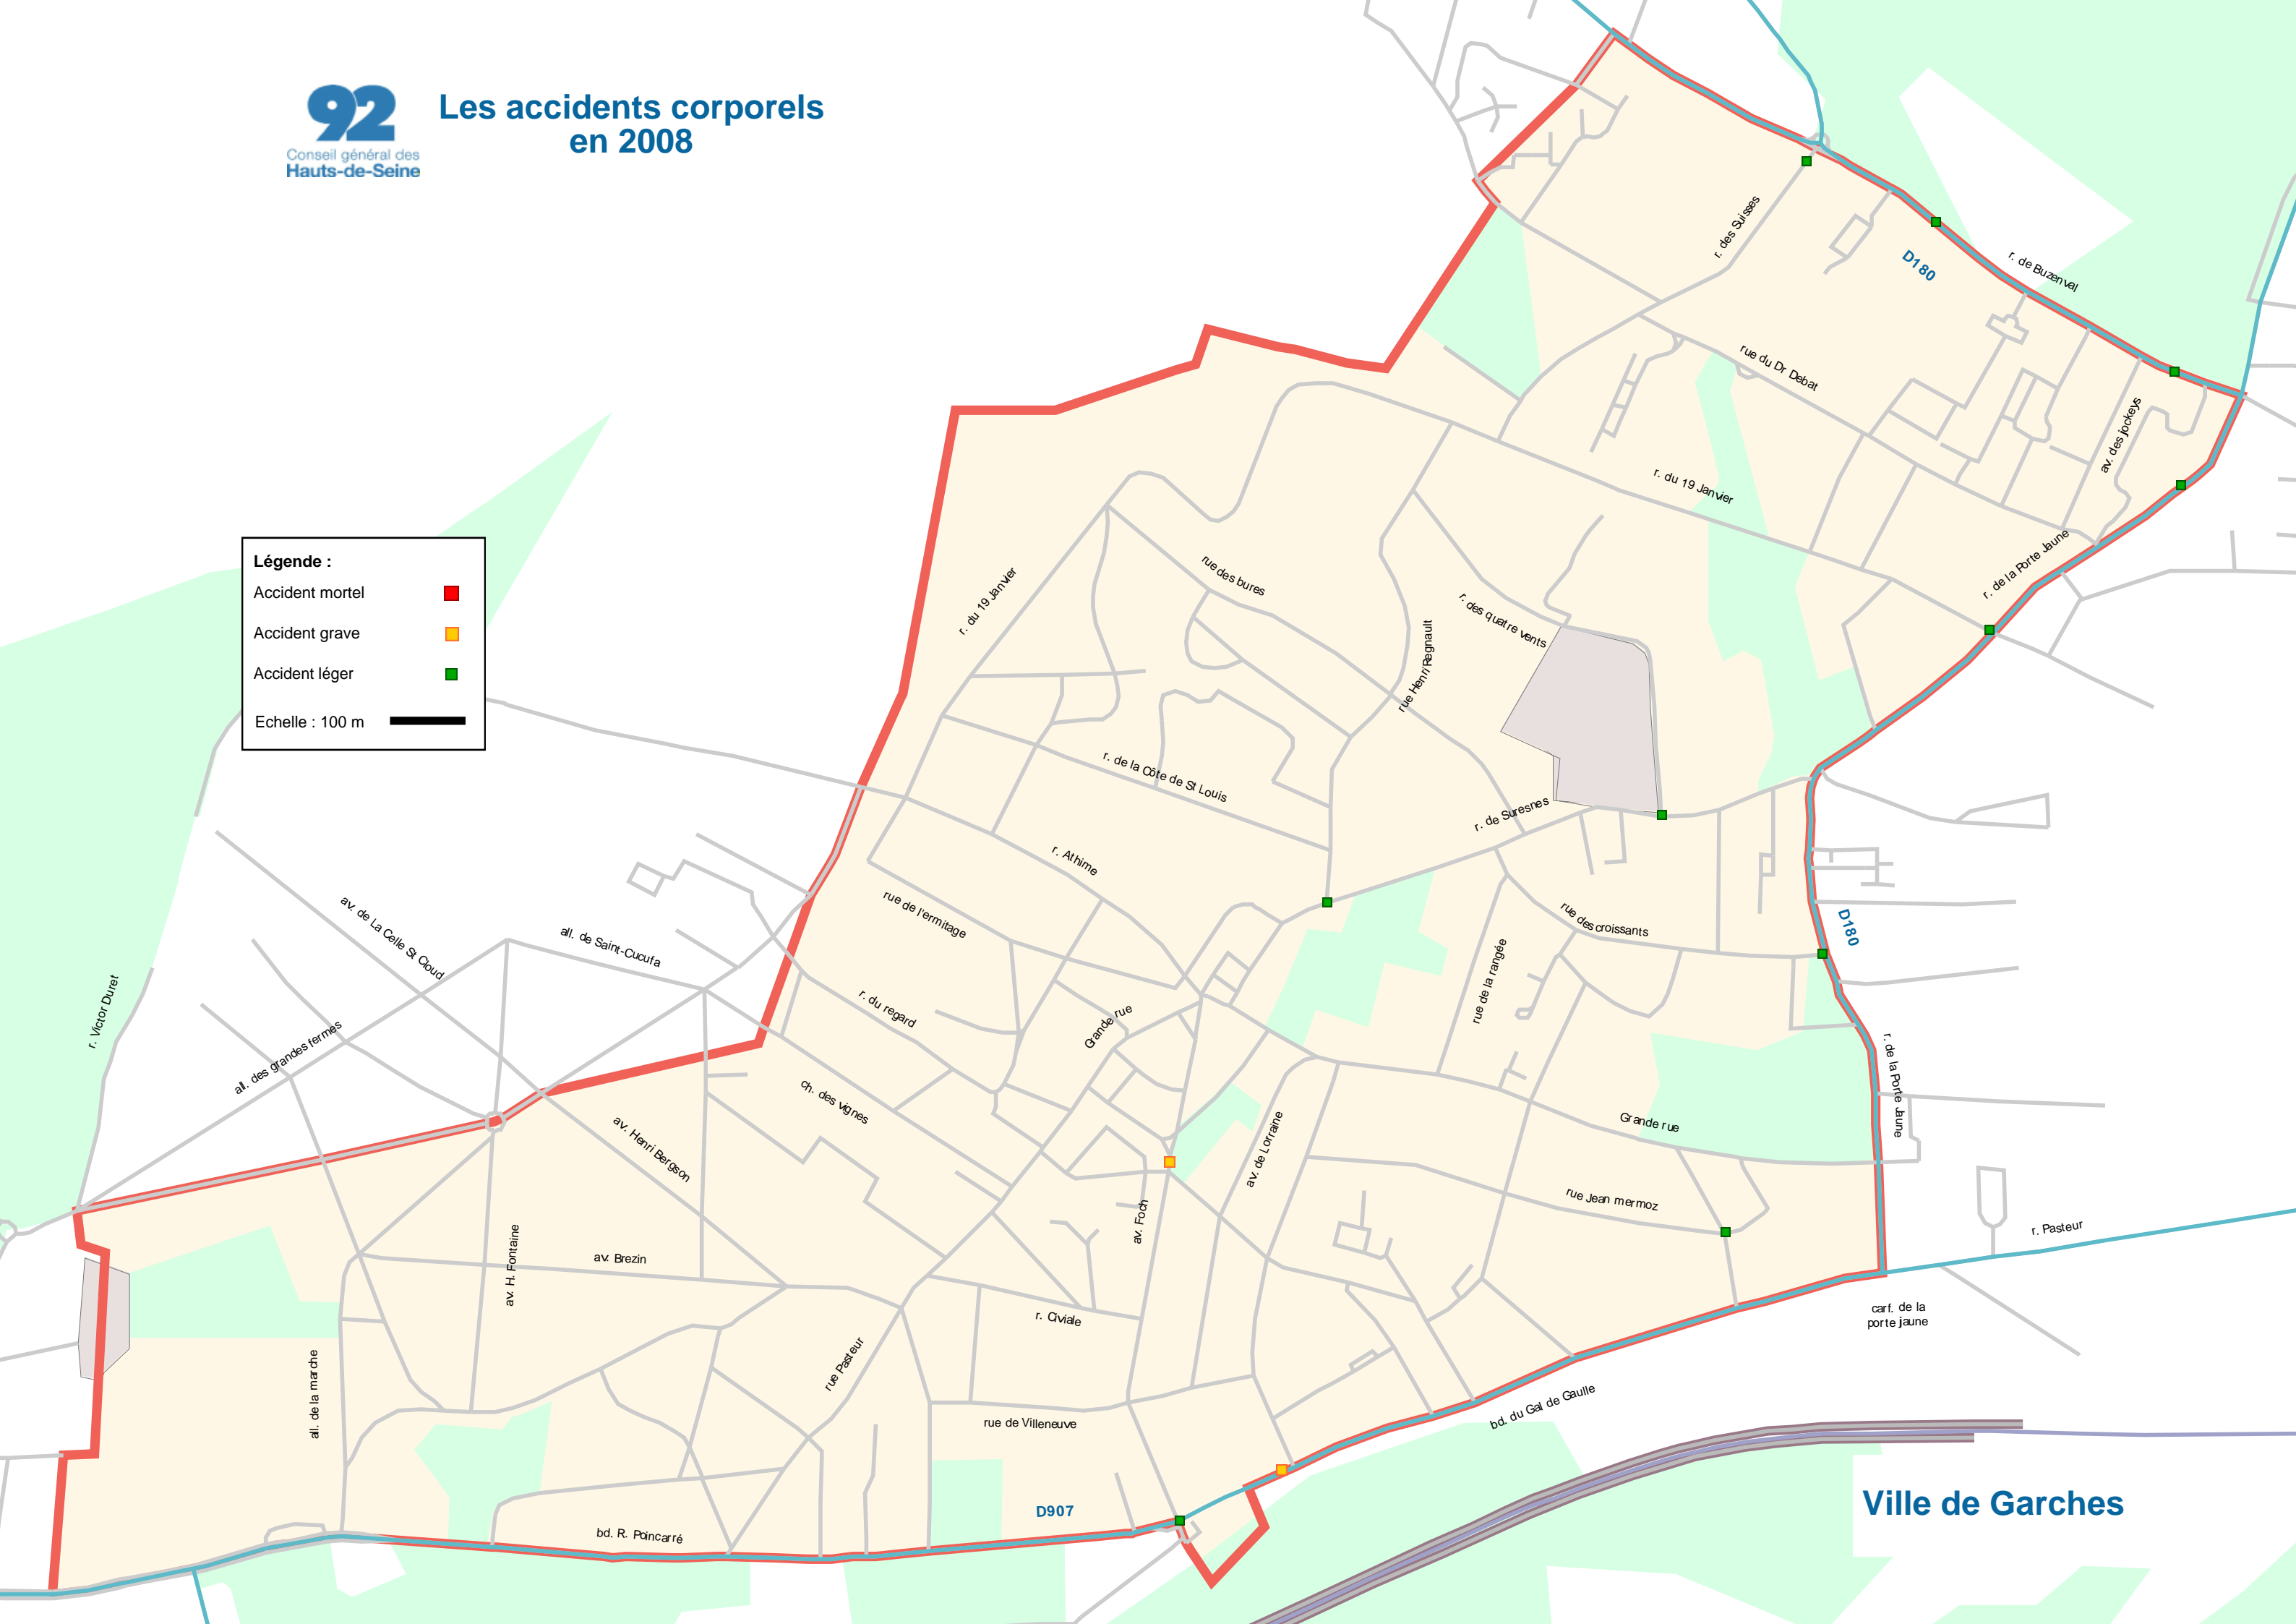 92
Conseil général des
Hauts-de-Seine
Les accidents corporels
en 2008
r. des Suisses
D180
r. de Buzenval
rue du Dr Debat
av. des jockeys
r. du 19 Janvier
r. de la Porte Jaune
Légende :
Accident mortel
Accident grave
Accident léger
Echelle : 100 m
r. du 19 Janvier
rue des bures
r. des quatre vents
rue Henri Regnault
r. de la Côte de St Louis
r. de Suresnes
r. Athime
rue de l'ermitage
rue des croissants
D180
av. de La Celle St Cloud
all. de Saint-Cucufa
rue de la rangée
r. Victor Duret
r. du regard
Grande rue
all. des grandes fermes
r. de la Porte Jaune
ch. des vignes
av. Henri Bergson
av. de Lorraine
Grande rue
rue Jean mermoz
av. Foch
r. Pasteur
av. H. Fontaine
av. Brezin
r. Civiale
carf. de la
porte jaune
all. de la marche
rue Pasteur
bd. du Gal de Gaulle
rue de Villeneuve
Ville de Garches
D907
bd. R. Poincarré